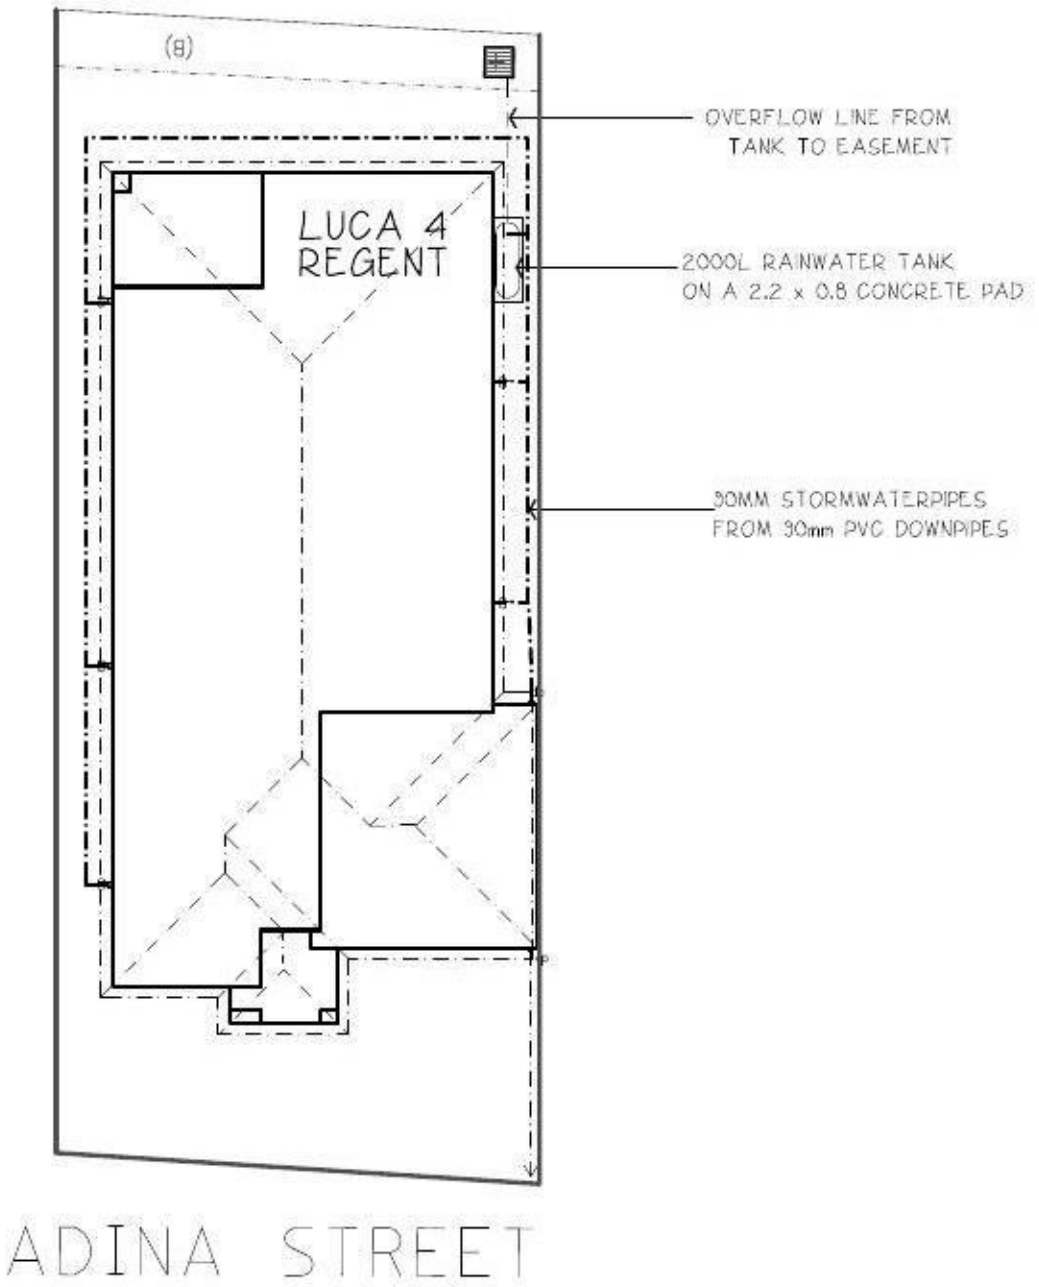 (B)
OVERFLOW LINE FROM
TANK TO EASEMENT
LUCA 4
REGENT
2000L RAINWATER TANK
ON A 2.2 x 0.8 CONCRETE PAD
90MM STORMWATERPIPES
FROM 90mm PVC DOWNPIPES
ADINA STREET